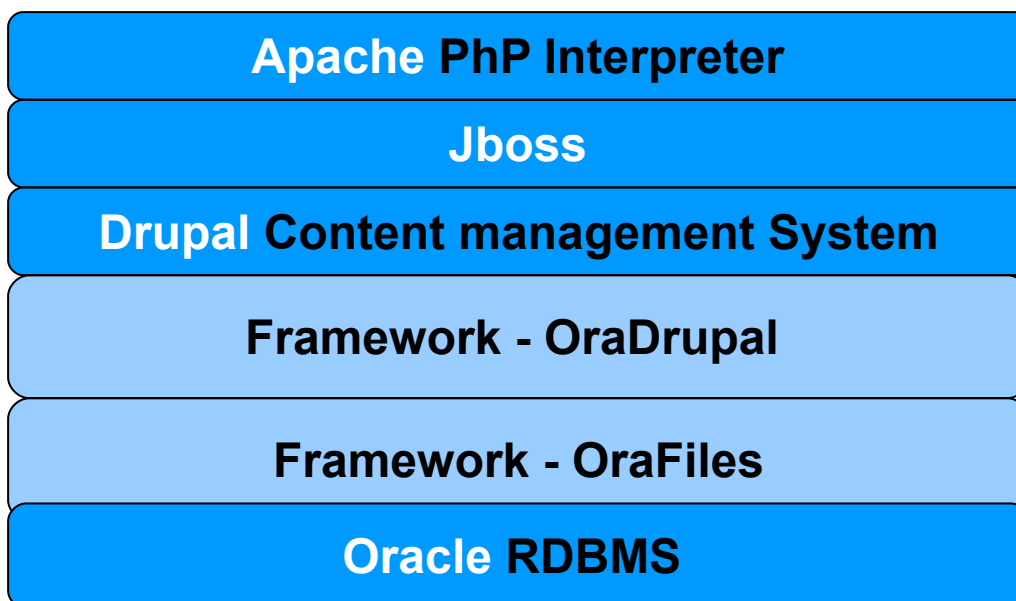 Apache PhP Interpreter
Jboss
Drupal Content management System
Framework - OraDrupal
Framework - OraFiles
Oracle RDBMS